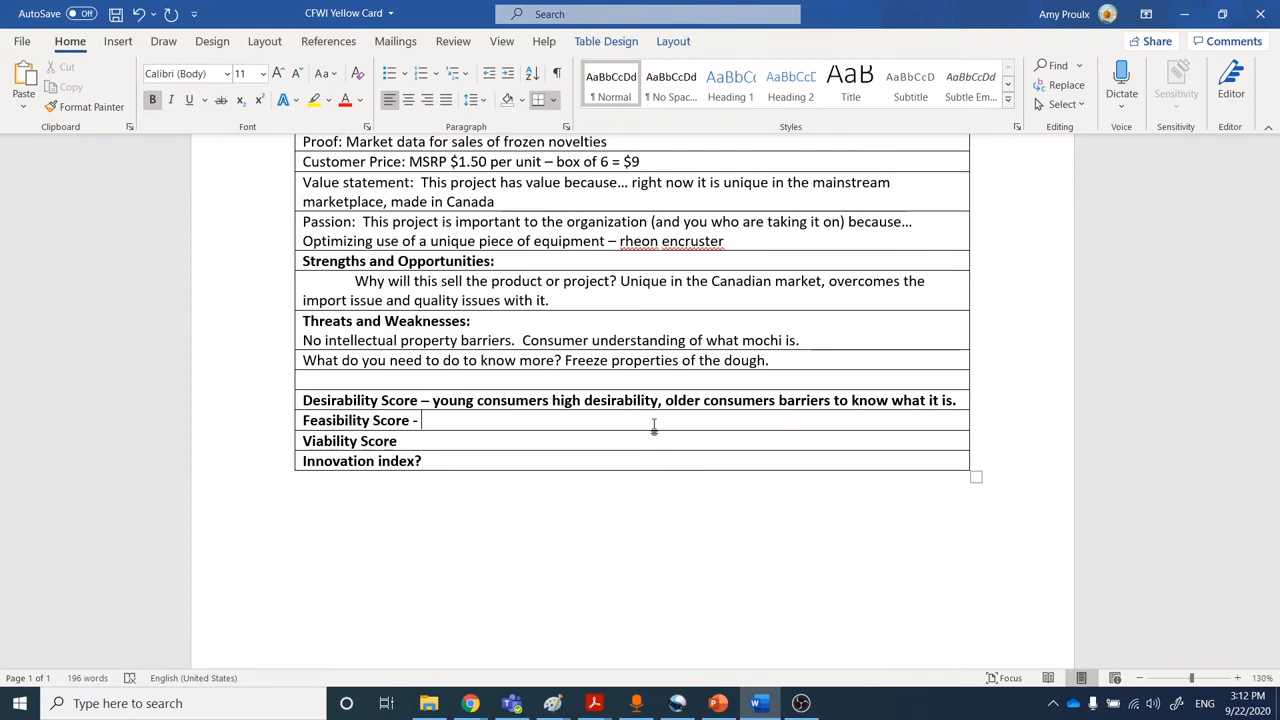 AutoSave Off
CFWI Yellow Card
Search
Amy Proulx
File Home Insert Draw Design Layout References Mailings Review View Help Table Design Layout
Share Comments
Paste
Cut
Copy
Format Painter
Clipboard
Calibri (Body) 11
Font
Paragraph
AaBbCcDd AaBbCcDd AaBbCc AaBbCcD AaB AaBbCcD AaBbCcDd
¶ Normal ¶ No Spac... Heading 1 Heading 2 Title Subtitle Subtle Em...
Styles
Find
Replace
Select
Editing
Dictate
Voice
Sensitivity
Sensitivity
Editor
Editor
Proof: Market data for sales of frozen novelties
Customer Price: MSRP $1.50 per unit – box of 6 = $9
Value statement: This project has value because… right now it is unique in the mainstream
marketplace, made in Canada
Passion: This project is important to the organization (and you who are taking it on) because…
Optimizing use of a unique piece of equipment – rheon encruster
Strengths and Opportunities:
Why will this sell the product or project? Unique in the Canadian market, overcomes the
import issue and quality issues with it.
Threats and Weaknesses:
No intellectual property barriers. Consumer understanding of what mochi is.
What do you need to do to know more? Freeze properties of the dough.
Desirability Score – young consumers high desirability, older consumers barriers to know what it is.
Feasibility Score -
Viability Score
Innovation index?
Page 1 of 1 196 words English (United States)
Focus
130%
Type here to search
ENG
3:12 PM
9/22/2020